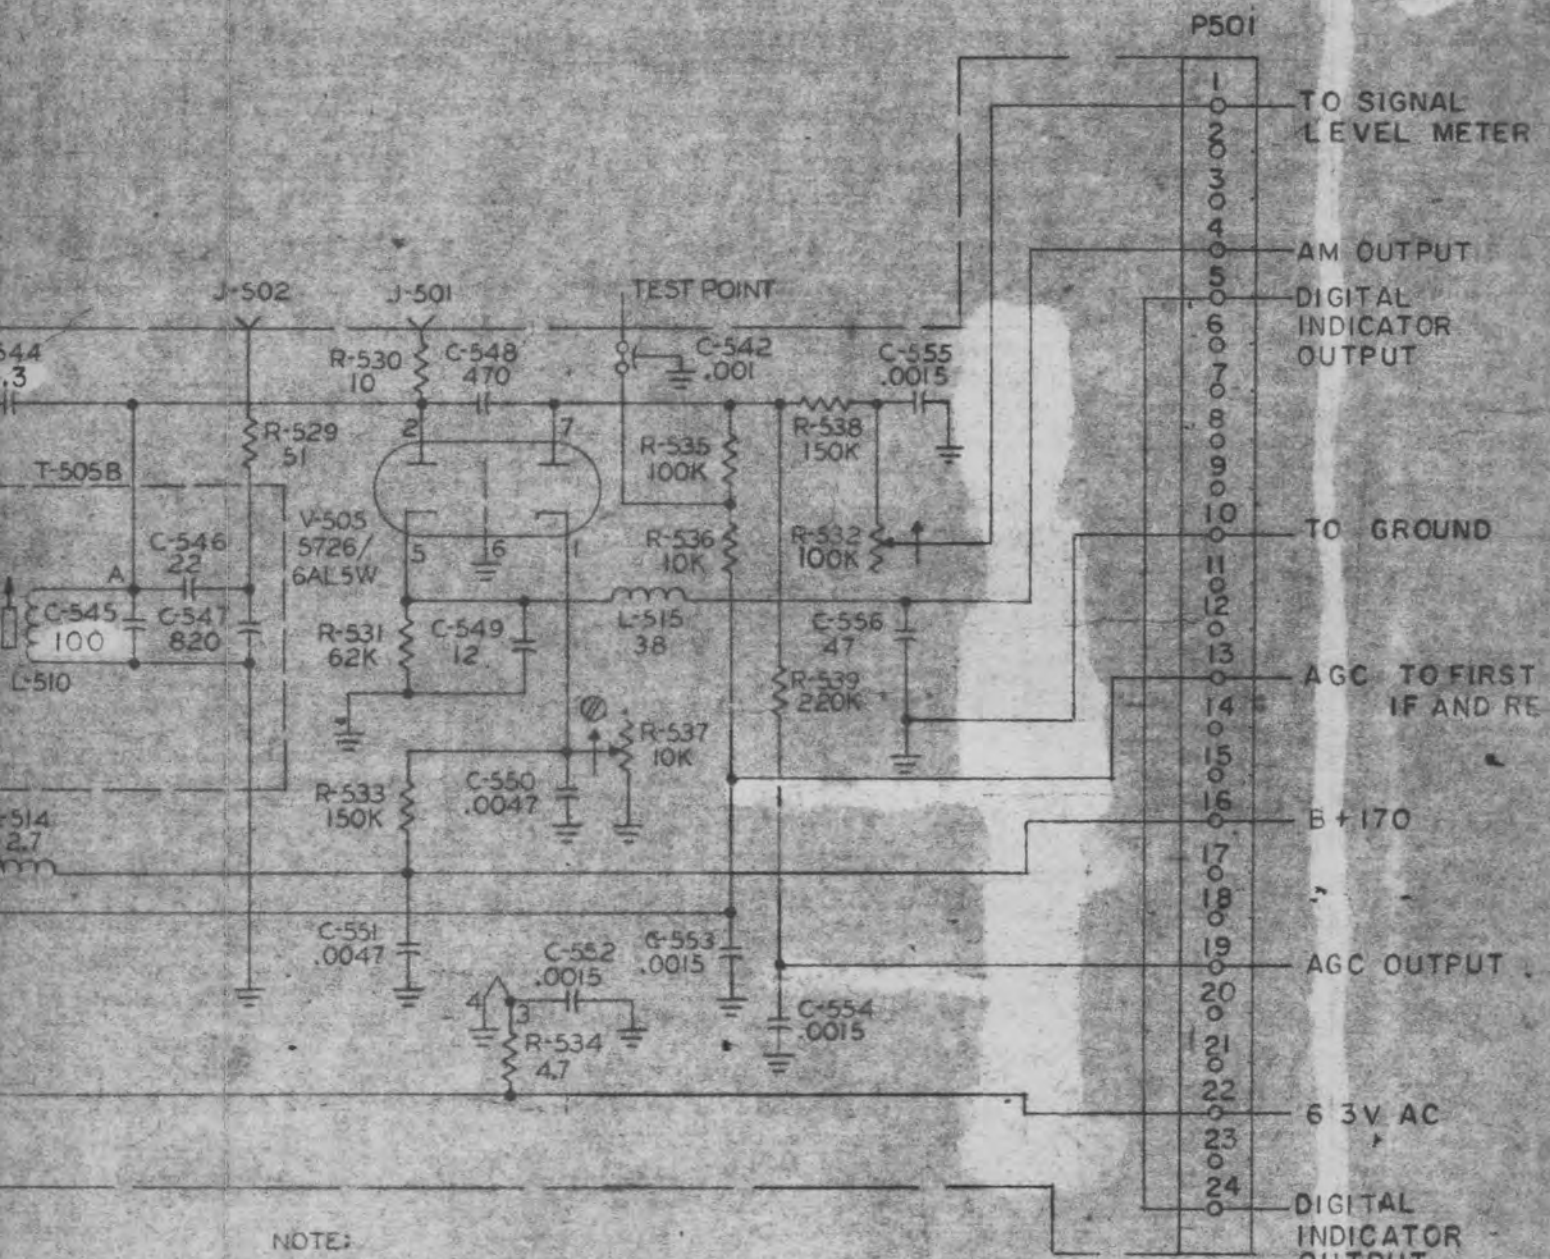 P501
1
TO SIGNAL
LEVEL METER
2
3
4
AM OUTPUT
5
DIGITAL
INDICATOR
OUTPUT
6
7
8
9
10
TO GROUND
11
12
13
AGC TO FIRST
IF AND RE
14
15
16
B+170
17
18
19
AGC OUTPUT
20
21
22
6 3V AC
23
24
DIGITAL
INDICATOR
OUTPUT
J-502
J-501
TEST POINT
544
.3
R-530
10
C-548
470
C-542
.001
C-555
.0015
2
7
R-529
51
R-535
100K
R-538
150K
T-505B
V-505
5726/
6AL5W
5
6
1
R-536
10K
R-532
100K
C-546
22
A
C-545
100
C-547
820
L-510
R-531
62K
C-549
12
L-515
38
C-556
47
R-539
220K
R-537
10K
R-533
150K
C-550
.0047
-514
2.7
C-551
.0047
C-552
.0015
C-553
.0015
4
3
R-534
4.7
C-554
.0015
NOTE: